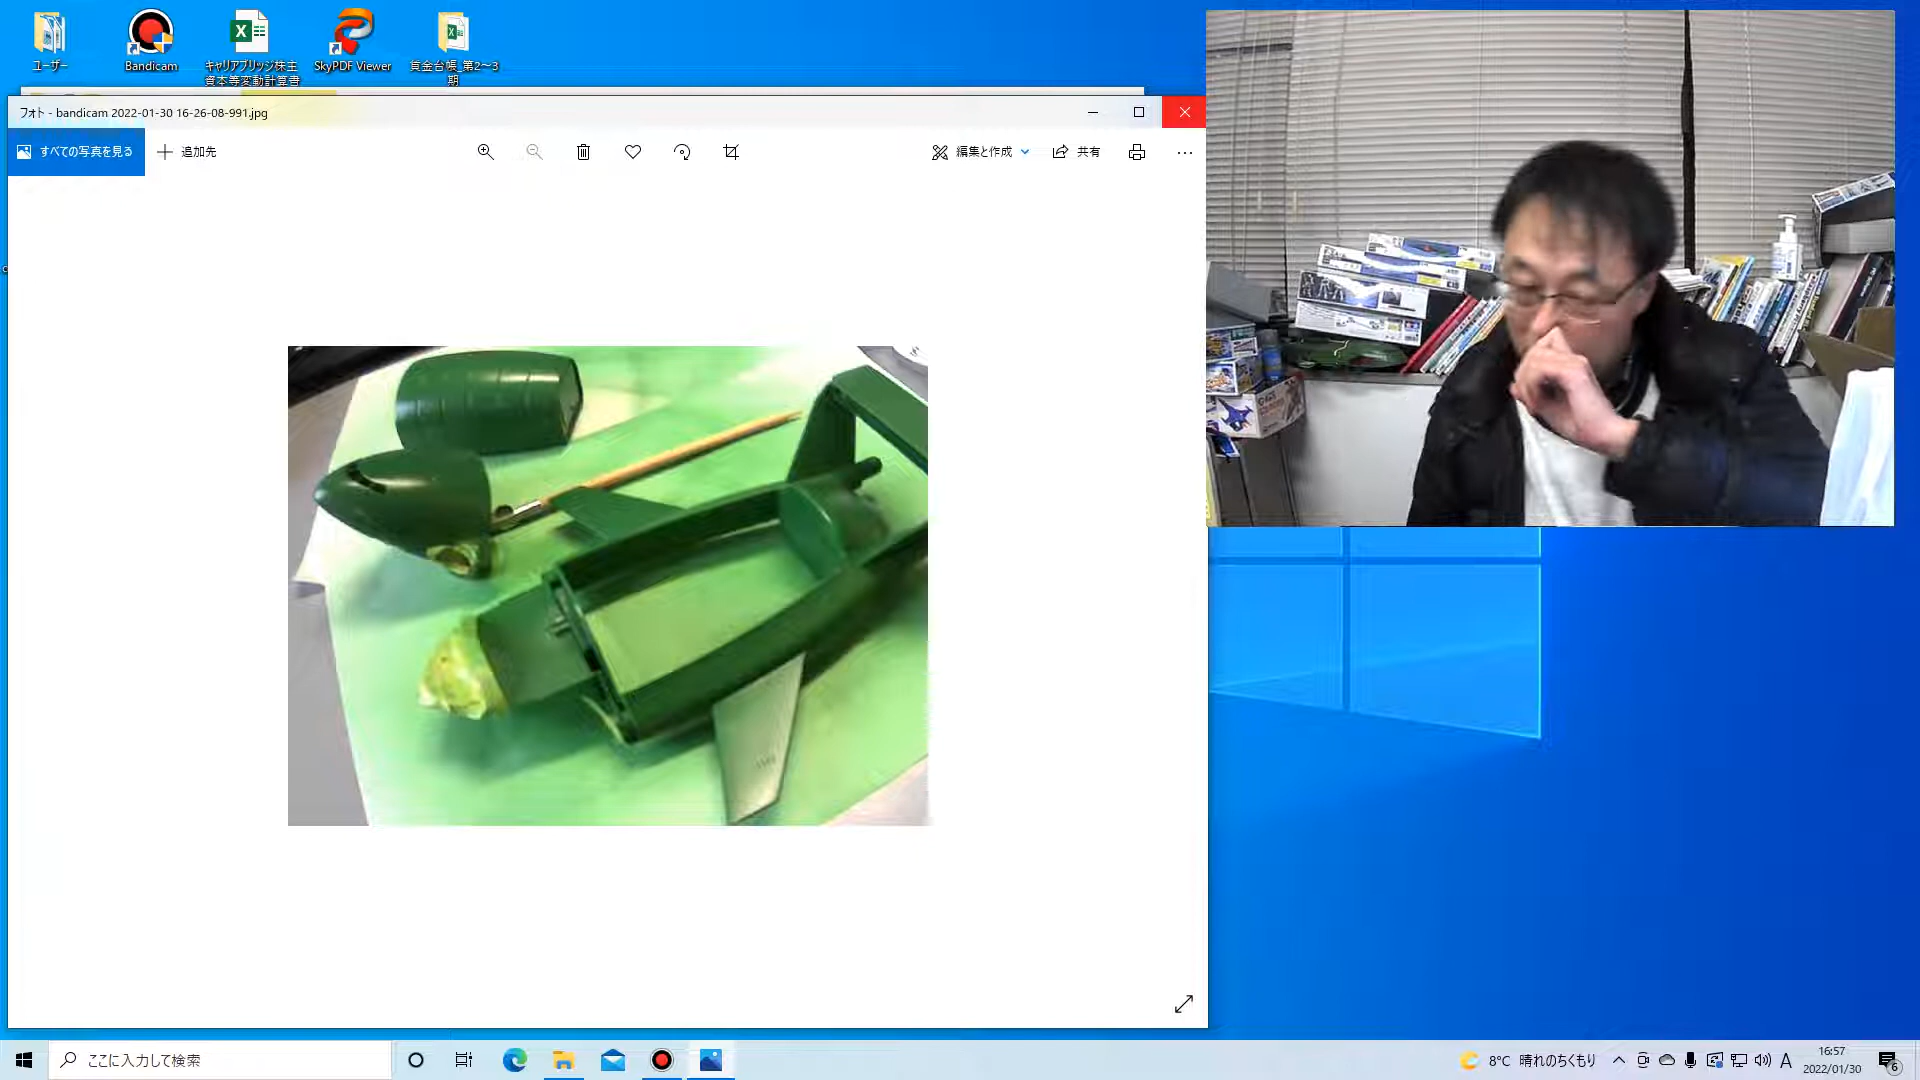 ユーザー
Bandicam
キャリアブリッジ株主
資本等変動計算書
SkyPDF Viewer
賃金台帳_第2～3
期
フォト - bandicam 2022-01-30 16-26-08-991.jpg
すべての写真を見る
追加先
編集と作成
共有
ここに入力して検索
8°C 晴れのちくもり
A
16:57
2022/01/30
6